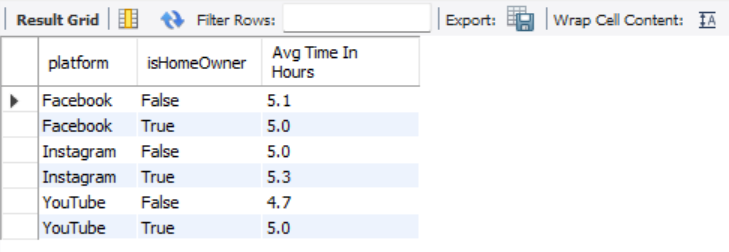 Result Grid Filter Rows: Export: Wrap Cell Content: IA
platform isHomeOwner Avg Time In Hours
Facebook False 5.1
Facebook True 5.0
Instagram False 5.0
Instagram True 5.3
YouTube False 4.7
YouTube True 5.0